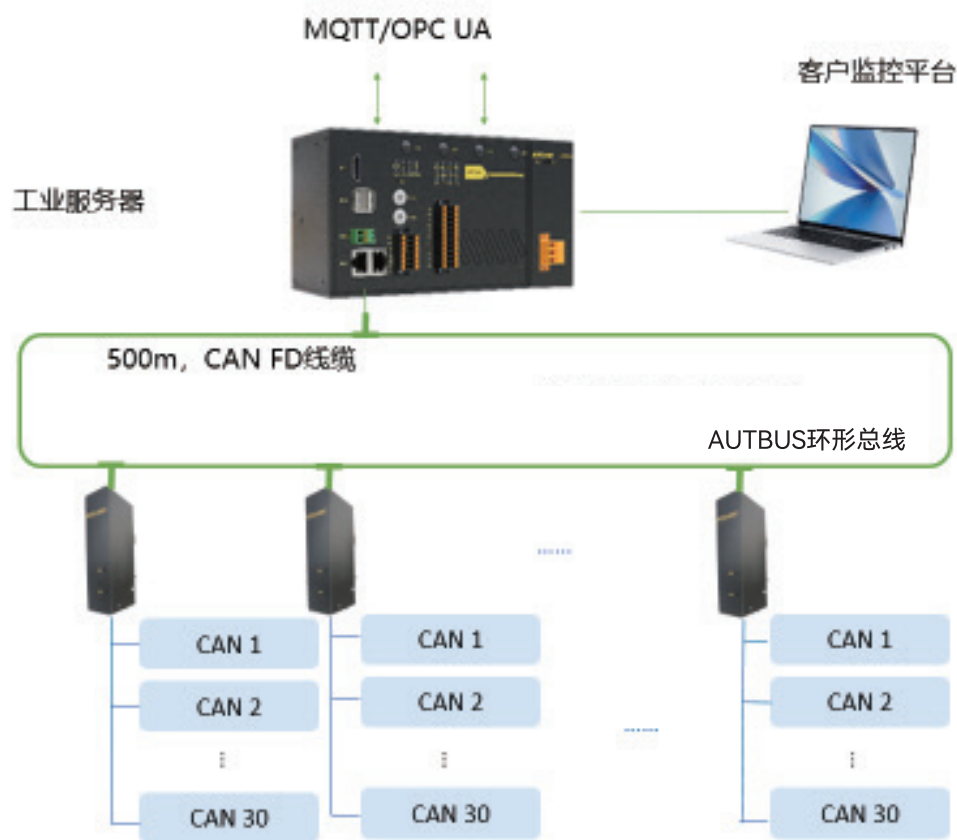 MQTT/OPC UA
客户监控平台
工业服务器
500m，CAN FD线缆
AUTBUS环形总线
......
CAN 1
CAN 1
CAN 1
CAN 2
CAN 2
CAN 2
......
CAN 30
CAN 30
CAN 30